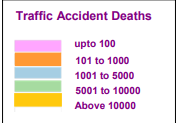 Traffic Accident Deaths
upto 100
101 to 1000
1001 to 5000
5001 to 10000
Above 10000